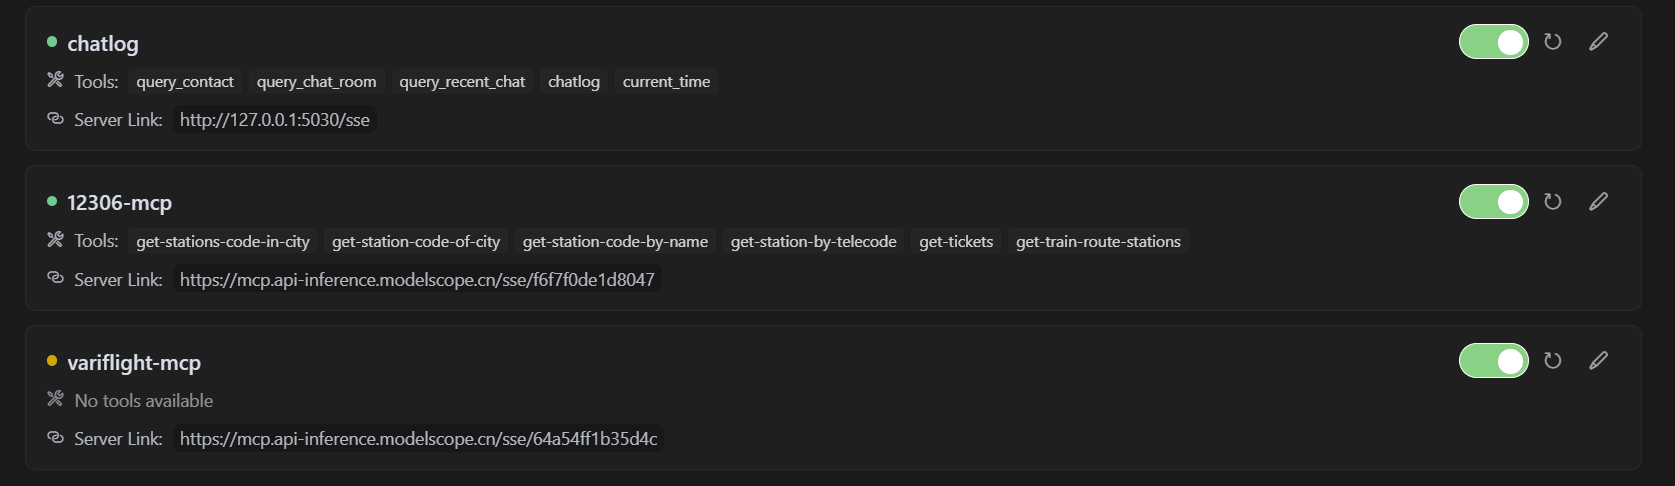 chatlog
Tools: query_contact query_chat_room query_recent_chat chatlog current_time
Server Link: http://127.0.0.1:5030/sse
12306-mcp
Tools: get-stations-code-in-city get-station-code-of-city get-station-code-by-name get-station-by-telecode get-tickets get-train-route-stations
Server Link: https://mcp.api-inference.modelscope.cn/sse/f6f7f0de1d8047
variflight-mcp
No tools available
Server Link: https://mcp.api-inference.modelscope.cn/sse/64a54ff1b35d4c